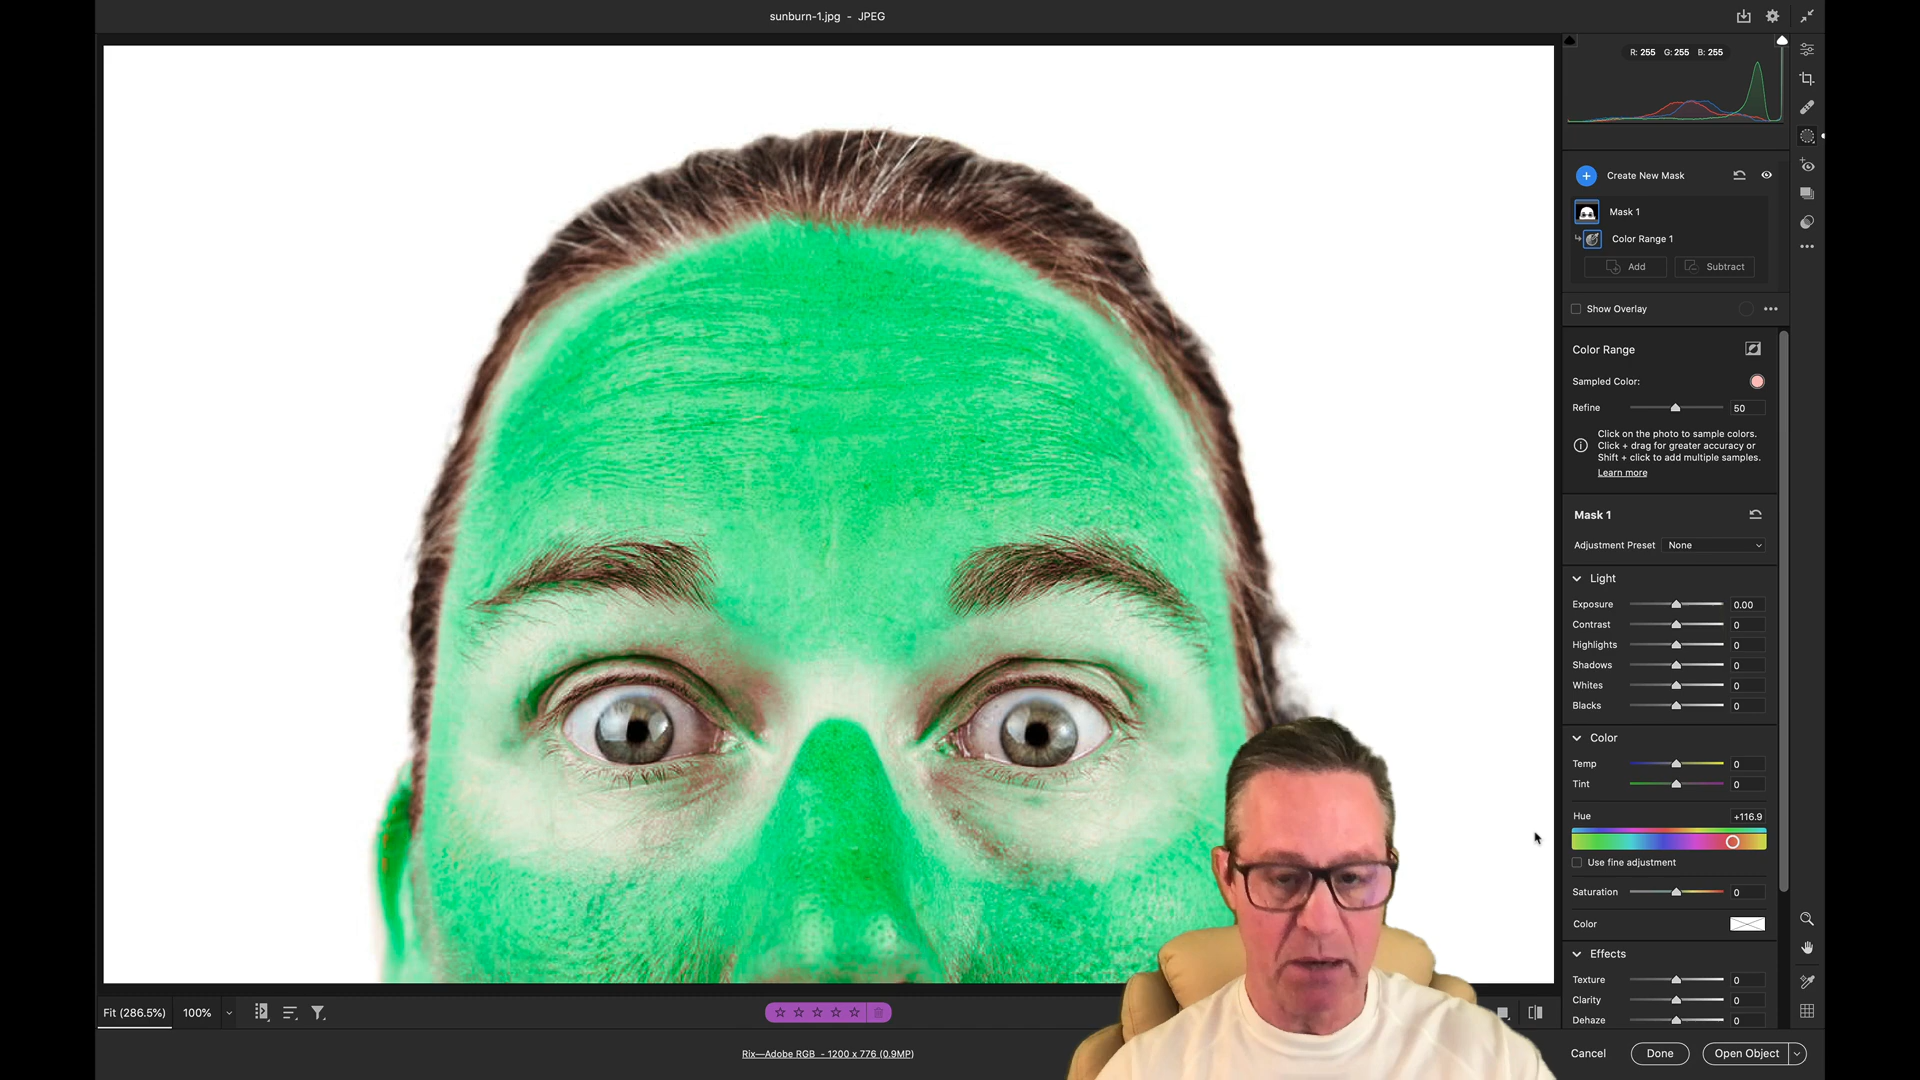 sunburn-1.jpg - JPEG
R: 255 G: 255 B: 255
Create New Mask
Mask 1
Color Range 1
Add Subtract
Show Overlay
Color Range
Sampled Color:
Refine 50
Click on the photo to sample colors.
Click + drag for greater accuracy or
Shift + click to add multiple samples.
Learn more
Mask 1
Adjustment Preset None
Light
Exposure 0.00
Contrast 0
Highlights 0
Shadows 0
Whites 0
Blacks 0
Color
Temp 0
Tint 0
Hue +116.9
Use fine adjustment
Saturation 0
Color
Effects
Texture 0
Clarity 0
Dehaze 0
Fit (286.5%) 100%
Rix—Adobe RGB - 1200 x 776 (0.9MP)
Cancel Done Open Object